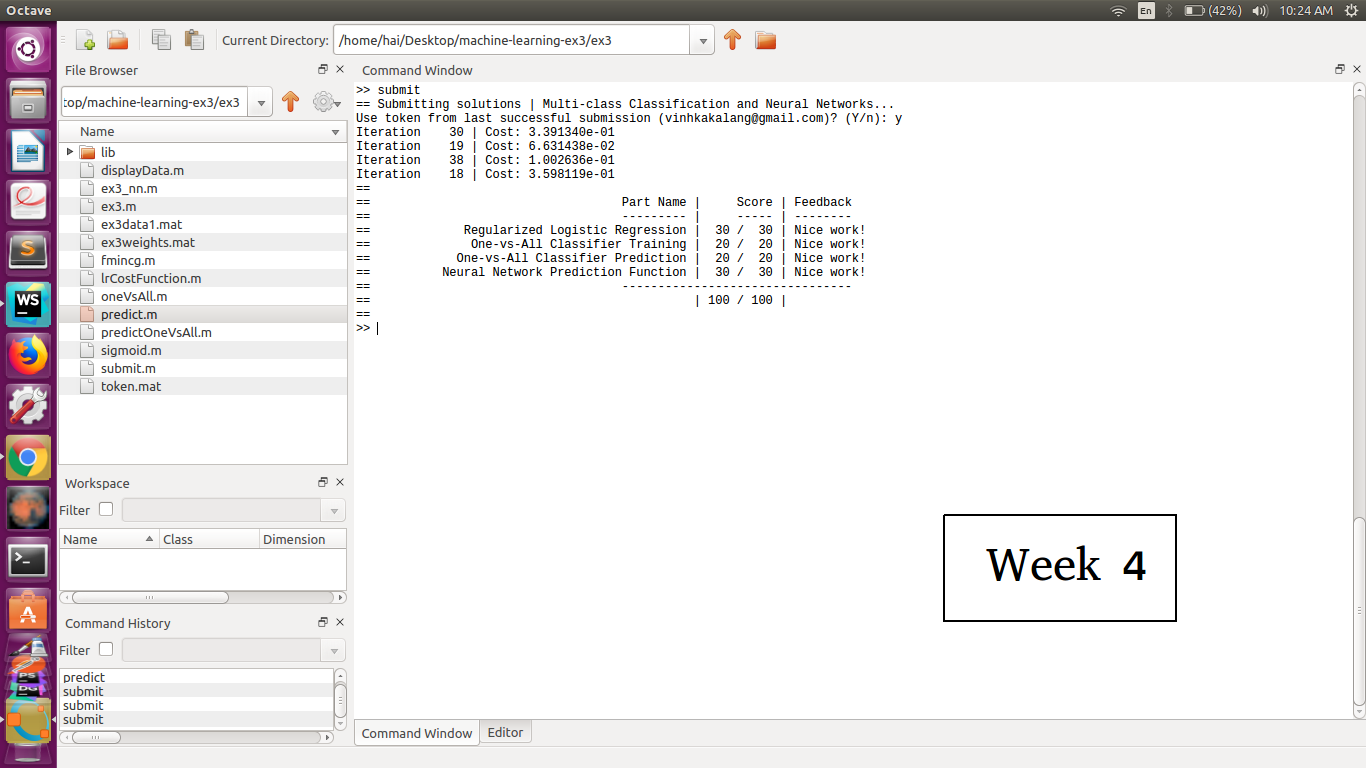 Octave
En
(42%)
10:24 AM
Current Directory:
/home/hai/Desktop/machine-learning-ex3/ex3
File Browser
top/machine-learning-ex3/ex3
Name
lib
displayData.m
ex3_nn.m
ex3.m
ex3data1.mat
ex3weights.mat
fmincg.m
lrCostFunction.m
oneVsAll.m
predict.m
predictOneVsAll.m
sigmoid.m
submit.m
token.mat
Workspace
Filter
Name Class Dimension
Command History
Filter
predict
submit
submit
submit
Command Window
>> submit
== Submitting solutions | Multi-class Classification and Neural Networks...
Use token from last successful submission (vinhkakalang@gmail.com)? (Y/n): y
Iteration    30 | Cost: 3.391340e-01
Iteration    19 | Cost: 6.631438e-02
Iteration    38 | Cost: 1.002636e-01
Iteration    18 | Cost: 3.598119e-01
==
==                                   Part Name |     Score | Feedback
==                                   --------- |     ----- | --------
==             Regularized Logistic Regression |  30 /  30 | Nice work!
==              One-vs-All Classifier Training |  20 /  20 | Nice work!
==            One-vs-All Classifier Prediction |  20 /  20 | Nice work!
==          Neural Network Prediction Function |  30 /  30 | Nice work!
==                                   --------------------------------
==                                             | 100 / 100 |
==
>>
Week 4
Command Window
Editor
WS
PS
DG